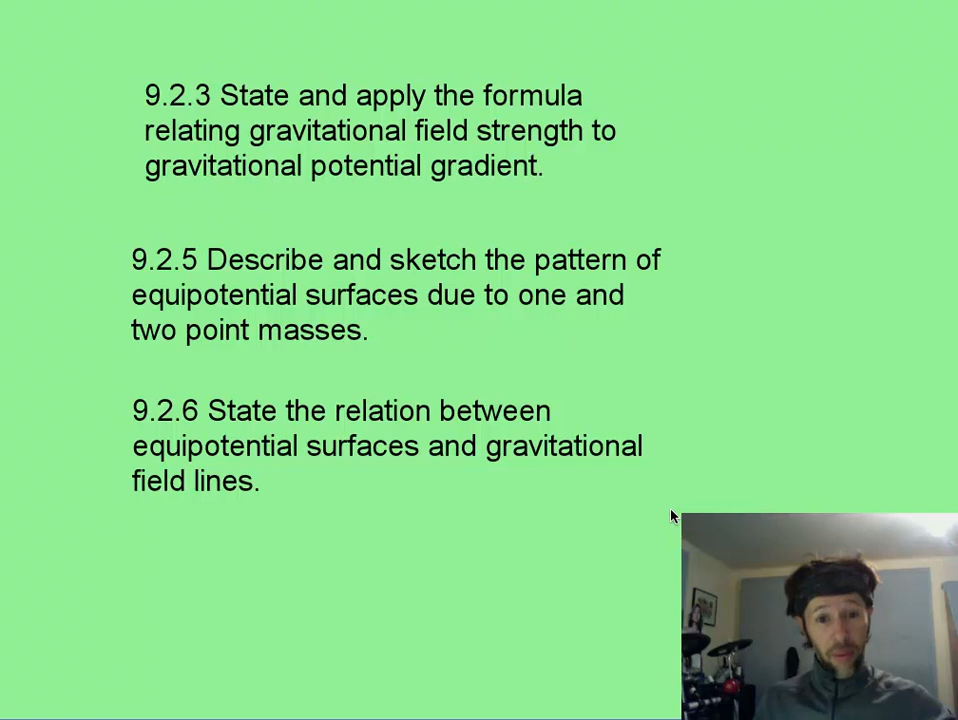 9.2.3 State and apply the formula
relating gravitational field strength to
gravitational potential gradient.
9.2.5 Describe and sketch the pattern of
equipotential surfaces due to one and
two point masses.
9.2.6 State the relation between
equipotential surfaces and gravitational
field lines.